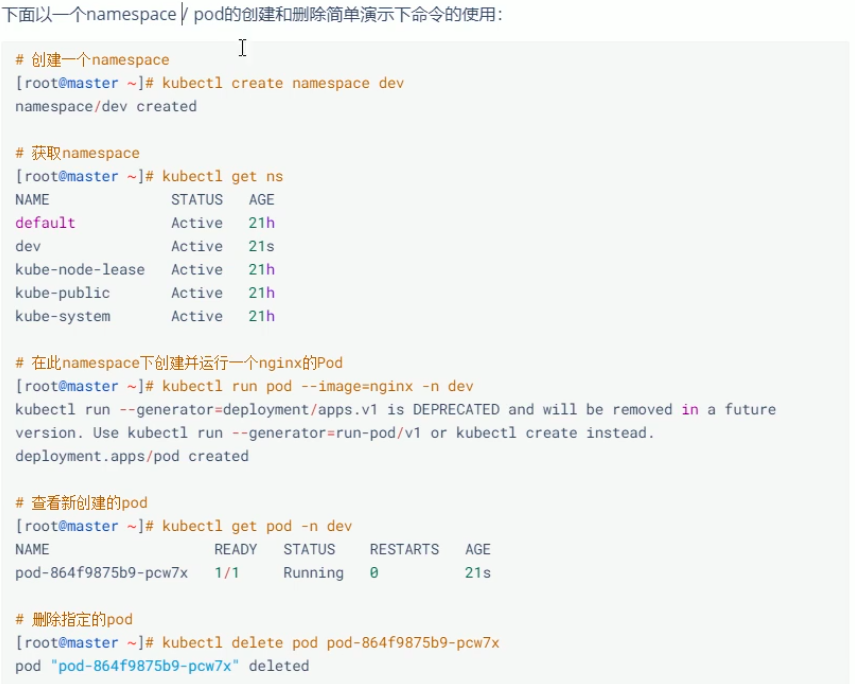 下面以一个namespace / pod的创建和删除简单演示下命令的使用：
# 创建一个namespace
[root@master ~]# kubectl create namespace dev
namespace/dev created
# 获取namespace
[root@master ~]# kubectl get ns
NAME              STATUS   AGE
default           Active   21h
dev               Active   21s
kube-node-lease   Active   21h
kube-public       Active   21h
kube-system       Active   21h
# 在此namespace下创建并运行一个nginx的Pod
[root@master ~]# kubectl run pod --image=nginx -n dev
kubectl run --generator=deployment/apps.v1 is DEPRECATED and will be removed in a future
version. Use kubectl run --generator=run-pod/v1 or kubectl create instead.
deployment.apps/pod created
# 查看新创建的pod
[root@master ~]# kubectl get pod -n dev
NAME                   READY   STATUS    RESTARTS   AGE
pod-864f9875b9-pcw7x   1/1     Running   0          21s
# 删除指定的pod
[root@master ~]# kubectl delete pod pod-864f9875b9-pcw7x
pod "pod-864f9875b9-pcw7x" deleted